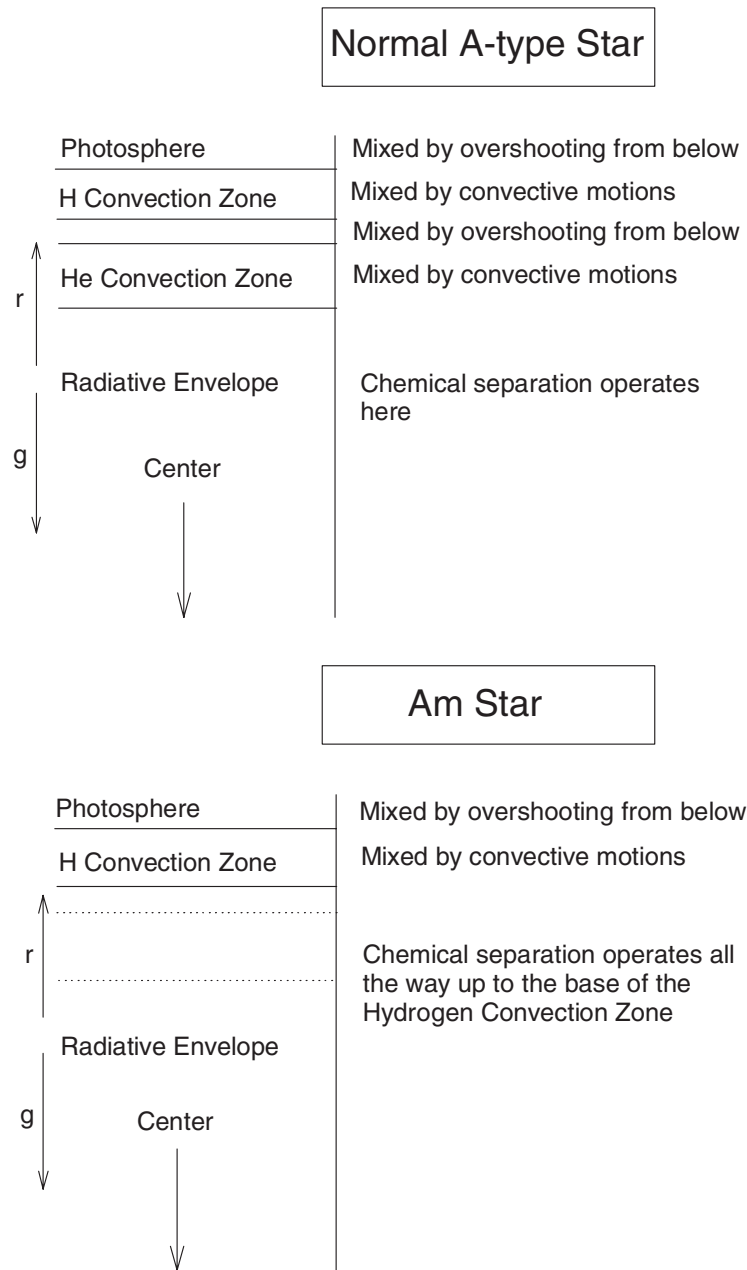 Normal A-type Star
Photosphere
Mixed by overshooting from below
H Convection Zone
Mixed by convective motions
Mixed by overshooting from below
He Convection Zone
Mixed by convective motions
r
Radiative Envelope
Chemical separation operates
here
g
Center
Am Star
Photosphere
Mixed by overshooting from below
H Convection Zone
Mixed by convective motions
r
Chemical separation operates all
the way up to the base of the
Hydrogen Convection Zone
Radiative Envelope
g
Center